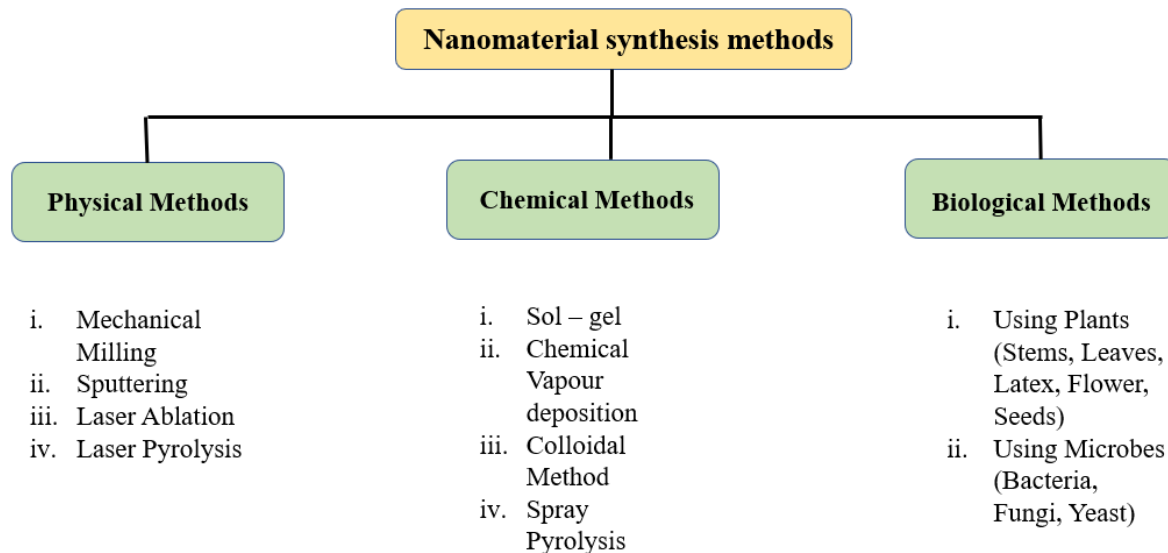 Nanomaterial synthesis methods
Physical Methods
Chemical Methods
Biological Methods
i. Mechanical
Milling
ii. Sputtering
iii. Laser Ablation
iv. Laser Pyrolysis
i. Sol – gel
ii. Chemical
Vapour
deposition
iii. Colloidal
Method
iv. Spray
Pyrolysis
i. Using Plants
(Stems, Leaves,
Latex, Flower,
Seeds)
ii. Using Microbes
(Bacteria,
Fungi, Yeast)